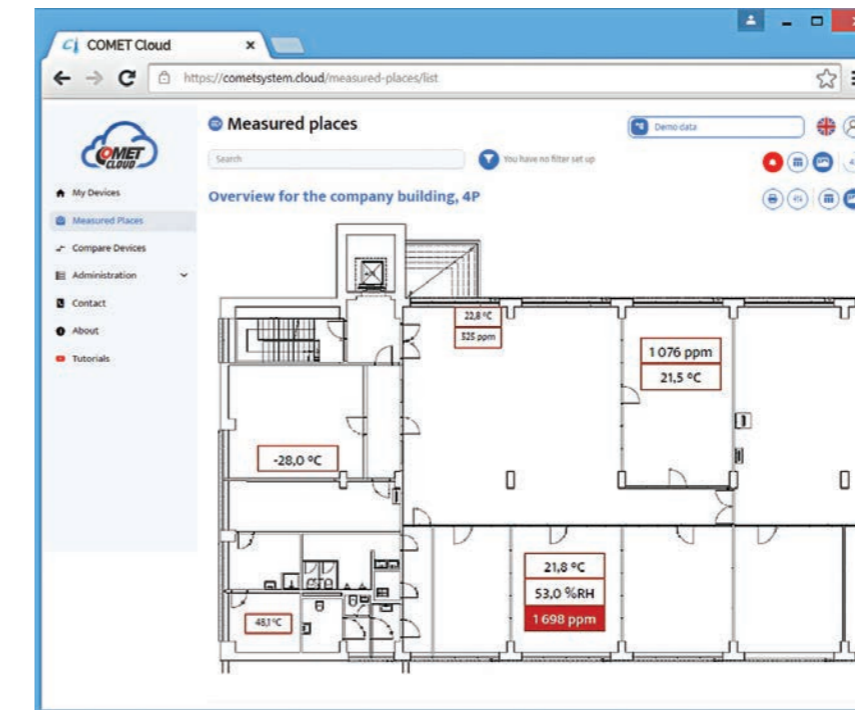 COMET Cloud
https://cometsystem.cloud/measured-places/list
COMET
CLOUD
My Devices
Measured Places
Compare Devices
Administration
Contact
About
Tutorials
Measured places
Demo data
Search
You have no filter set up
Overview for the company building, 4P
22,8 °C
525 ppm
1 076 ppm
21,5 °C
-28,0 °C
21,8 °C
53,0 %RH
1 698 ppm
48,1 °C